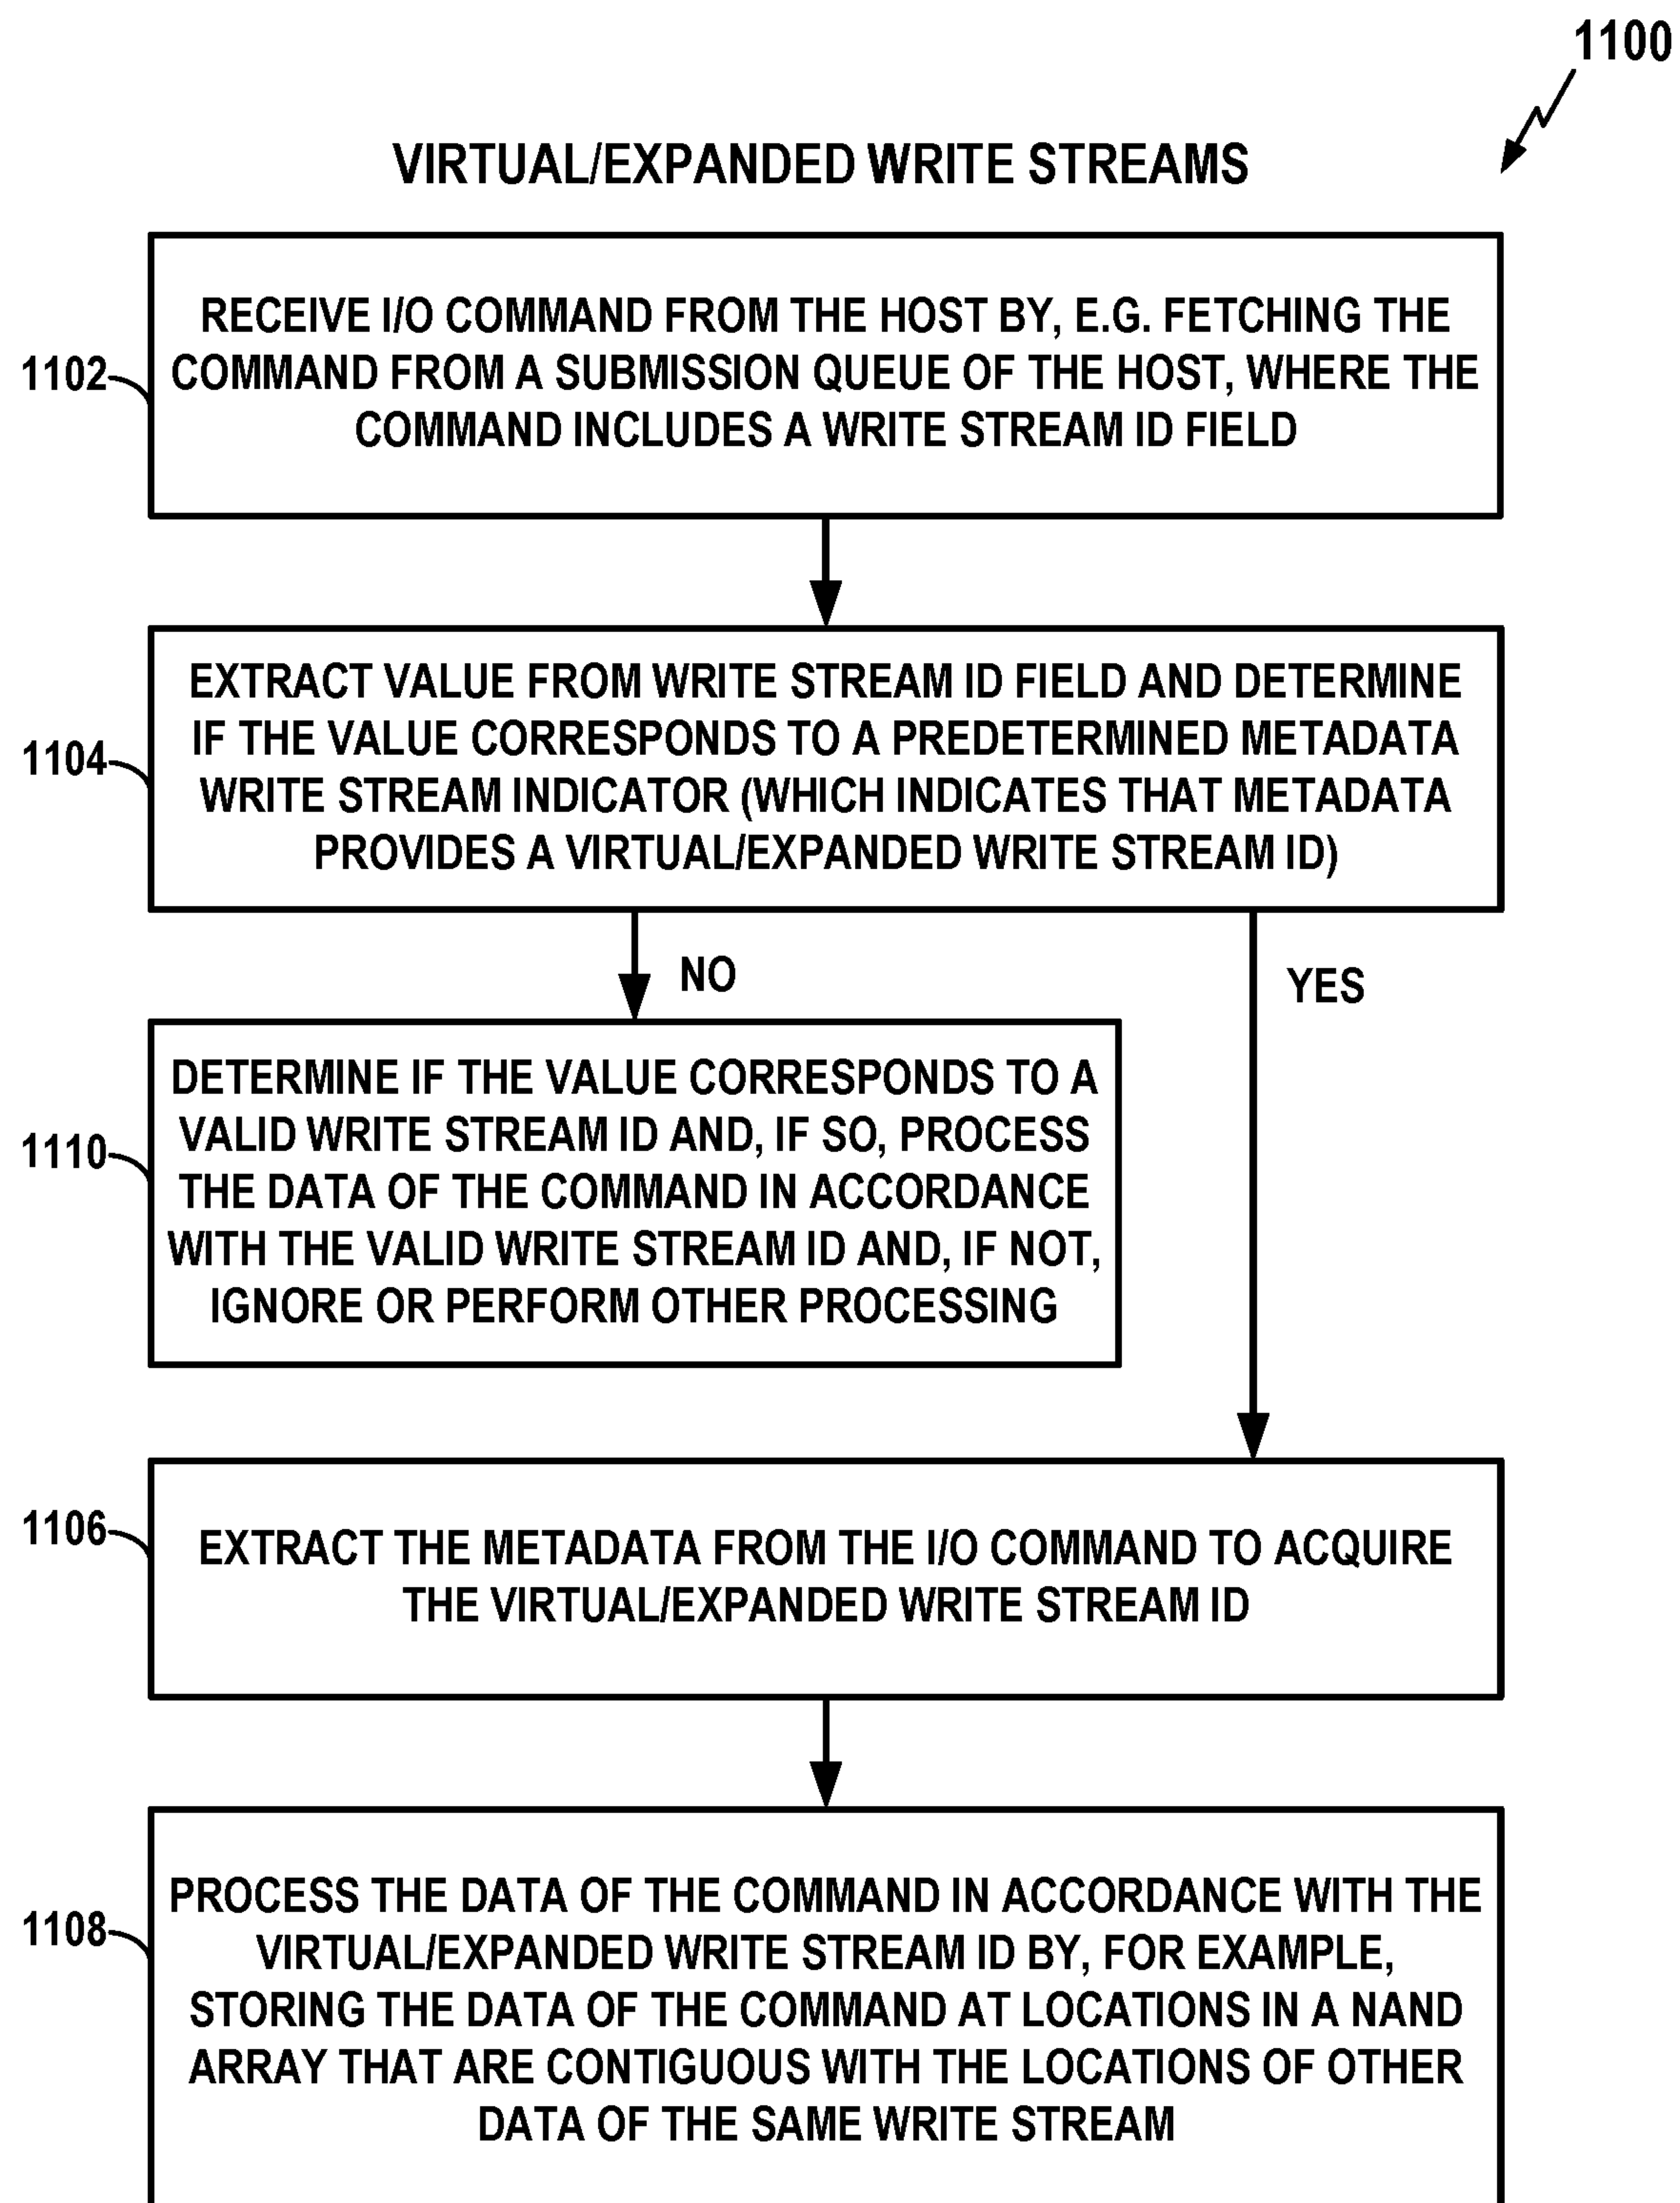 1100
VIRTUAL/EXPANDED WRITE STREAMS
RECEIVE I/O COMMAND FROM THE HOST BY, E.G. FETCHING THE
1102
COMMAND FROM A SUBMISSION QUEUE OF THE HOST, WHERE THE
COMMAND INCLUDES A WRITE STREAM ID FIELD
EXTRACT VALUE FROM WRITE STREAM ID FIELD AND DETERMINE
IF THE VALUE CORRESPONDS TO A PREDETERMINED METADATA
1104
WRITE STREAM INDICATOR (WHICH INDICATES THAT METADATA
PROVIDES A VIRTUAL/EXPANDED WRITE STREAM ID)
NO
YES
DETERMINE IF THE VALUE CORRESPONDS TO A
VALID WRITE STREAM ID AND, IF SO, PROCESS
1110
THE DATA OF THE COMMAND IN ACCORDANCE
WITH THE VALID WRITE STREAM ID AND, IF NOT,
IGNORE OR PERFORM OTHER PROCESSING
1106
EXTRACT THE METADATA FROM THE I/O COMMAND TO ACQUIRE
THE VIRTUAL/EXPANDED WRITE STREAM ID
PROCESS THE DATA OF THE COMMAND IN ACCORDANCE WITH THE
1108
VIRTUAL/EXPANDED WRITE STREAM ID BY, FOR EXAMPLE,
STORING THE DATA OF THE COMMAND AT LOCATIONS IN A NAND
ARRAY THAT ARE CONTIGUOUS WITH THE LOCATIONS OF OTHER
DATA OF THE SAME WRITE STREAM